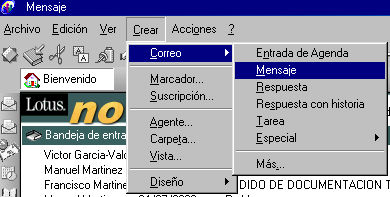 Mensaje
Archivo Edición Ver Crear Acciones ?
Correo
Marcador...
Suscripción...
Agente...
Carpeta...
Vista...
Diseño
Entrada de Agenda
Mensaje
Respuesta
Respuesta con historia
Tarea
Especial
Más...
Bienvenido
Lotus. no
Bandeja de entra
Victor Garcia-Val
Manuel Martinez
Francisco Martinez
DIDO DE DOCUMENTACION